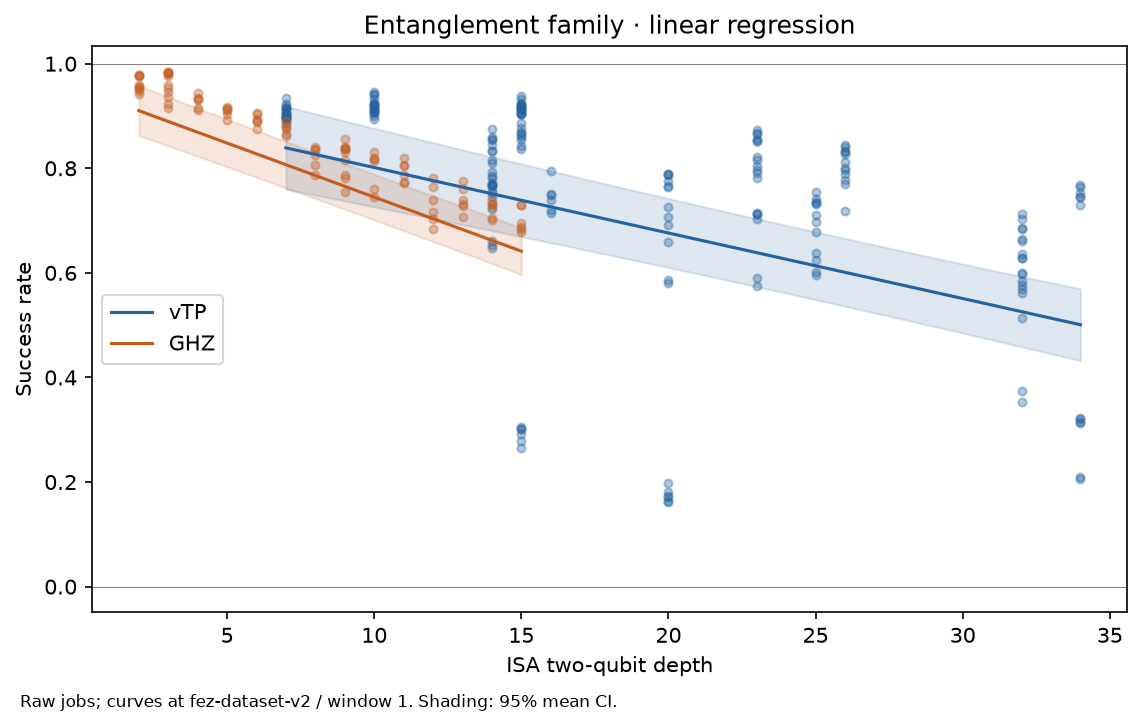 Entanglement family · linear regression
Success rate
1.0
0.8
0.6
0.4
0.2
0.0
vTP
GHZ
5 10 15 20 25 30 35
ISA two-qubit depth
Raw jobs; curves at fez-dataset-v2 / window 1. Shading: 95% mean CI.